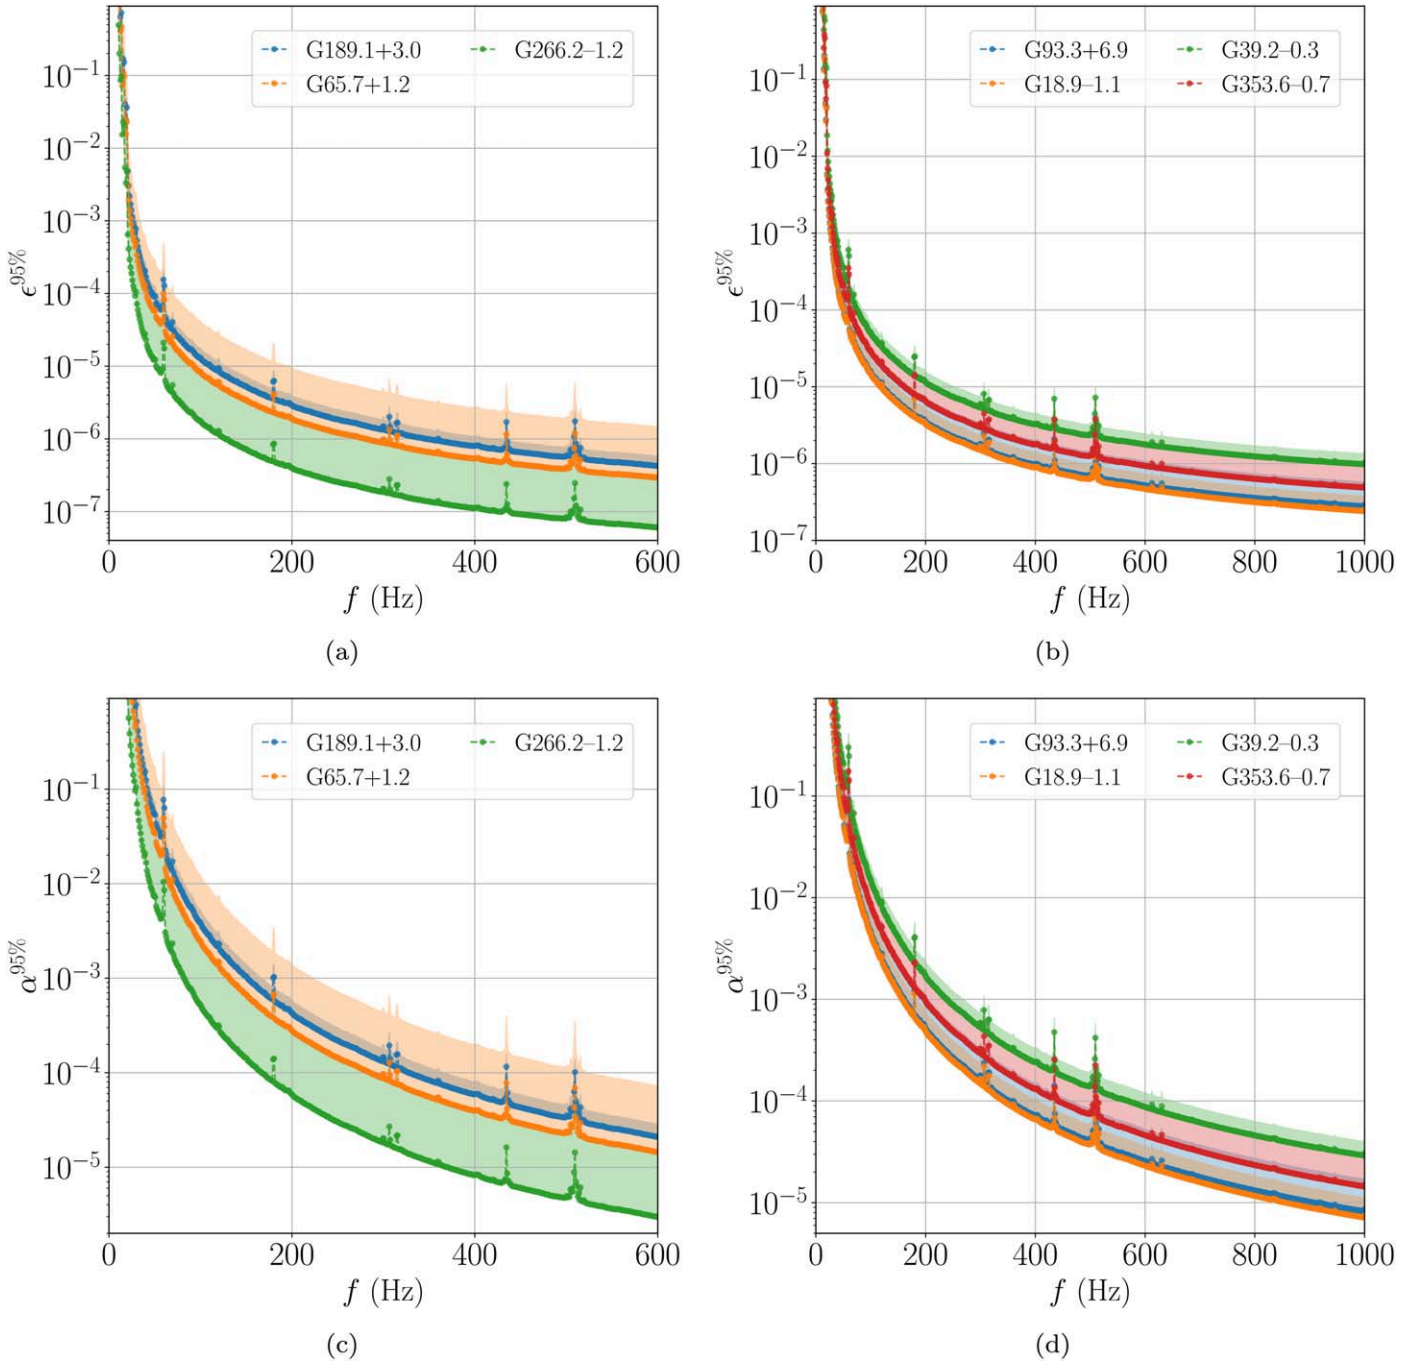 G189.1+3.0 G266.2–1.2
G65.7+1.2
10⁻¹
10⁻²
10⁻³
10⁻⁴
10⁻⁵
10⁻⁶
10⁻⁷
ϵ⁹⁵%
0 200 400 600
f (Hz)
(a)
G93.3+6.9 G39.2–0.3
G18.9–1.1 G353.6–0.7
10⁻¹
10⁻²
10⁻³
10⁻⁴
10⁻⁵
10⁻⁶
10⁻⁷
ϵ⁹⁵%
0 200 400 600 800 1000
f (Hz)
(b)
G189.1+3.0 G266.2–1.2
G65.7+1.2
10⁻¹
10⁻²
10⁻³
10⁻⁴
10⁻⁵
α⁹⁵%
0 200 400 600
f (Hz)
(c)
G93.3+6.9 G39.2–0.3
G18.9–1.1 G353.6–0.7
10⁻¹
10⁻²
10⁻³
10⁻⁴
10⁻⁵
α⁹⁵%
0 200 400 600 800 1000
f (Hz)
(d)